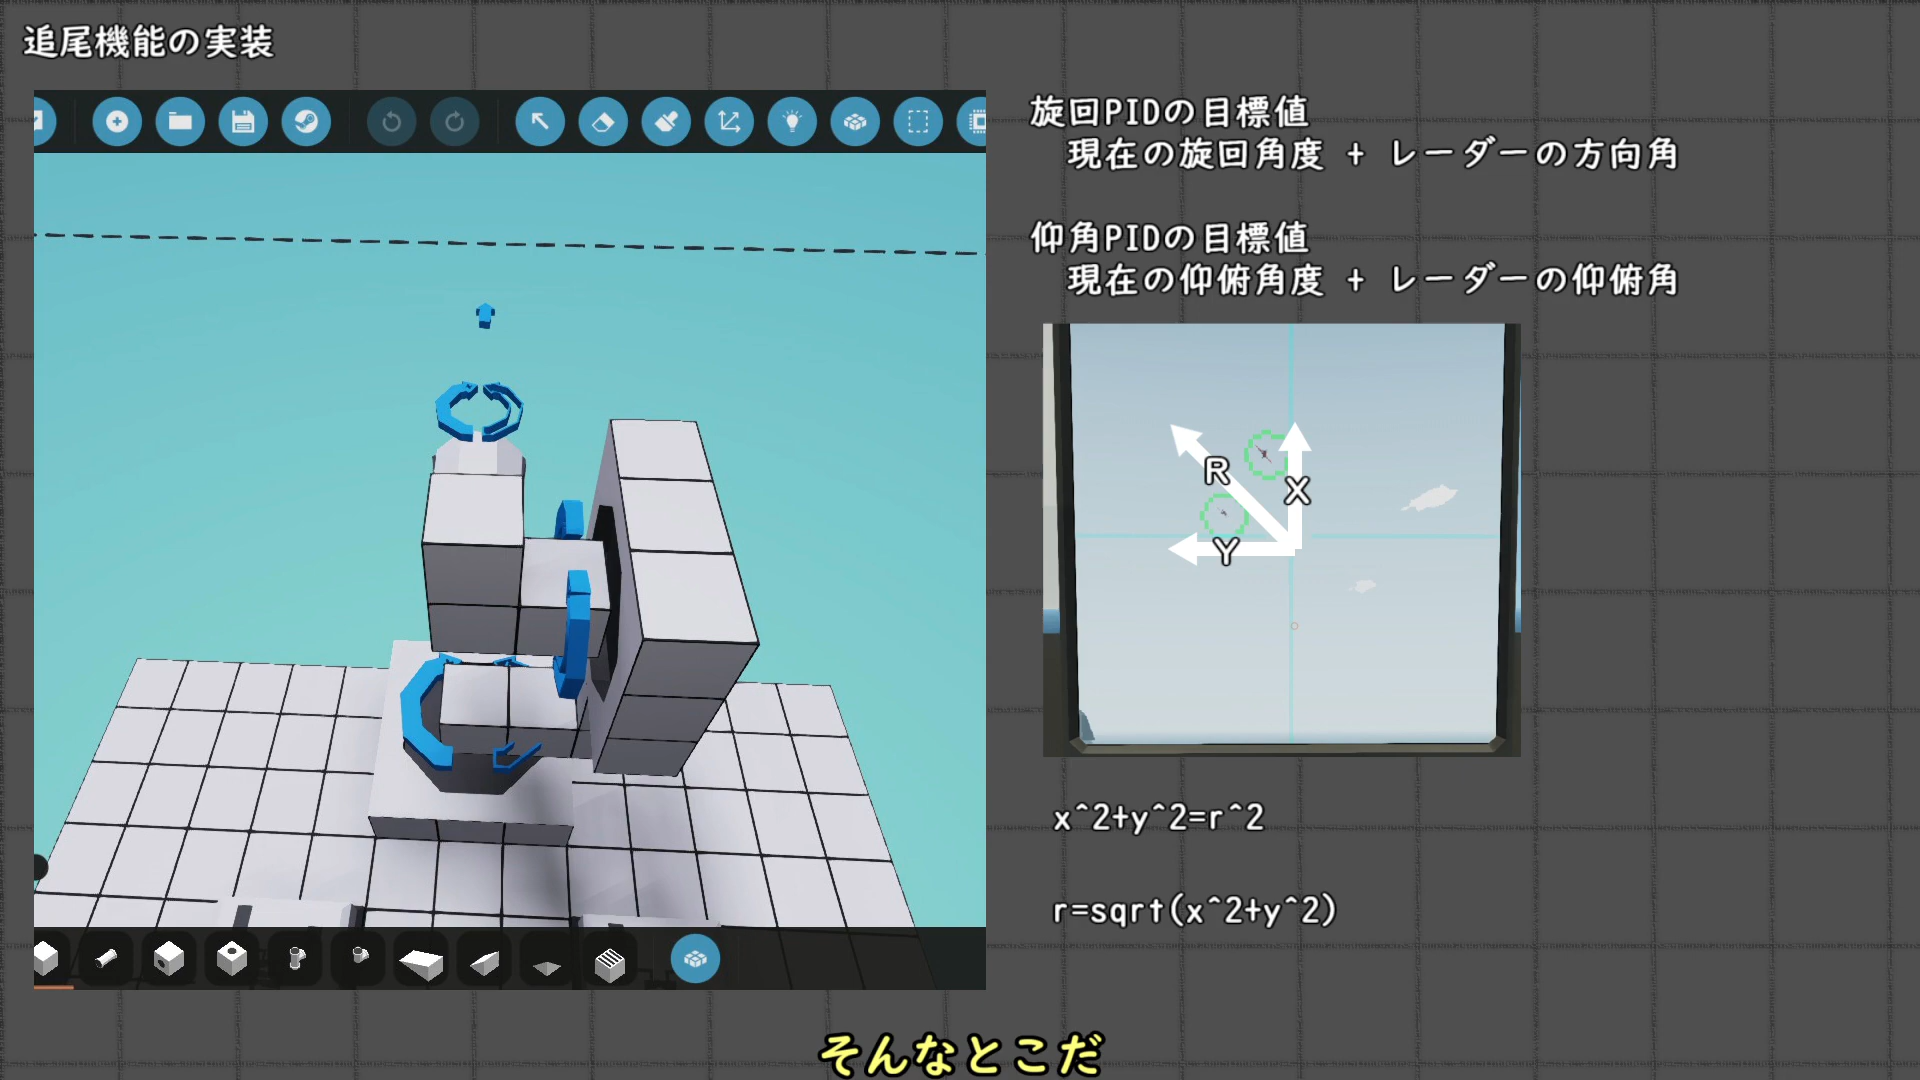 追尾機能の実装
旋回PIDの目標値
現在の旋回角度 + レーダーの方向角
仰角PIDの目標値
現在の仰俯角度 + レーダーの仰俯角
R
X
Y
x^2+y^2=r^2
r=sqrt(x^2+y^2)
そんなとこだ